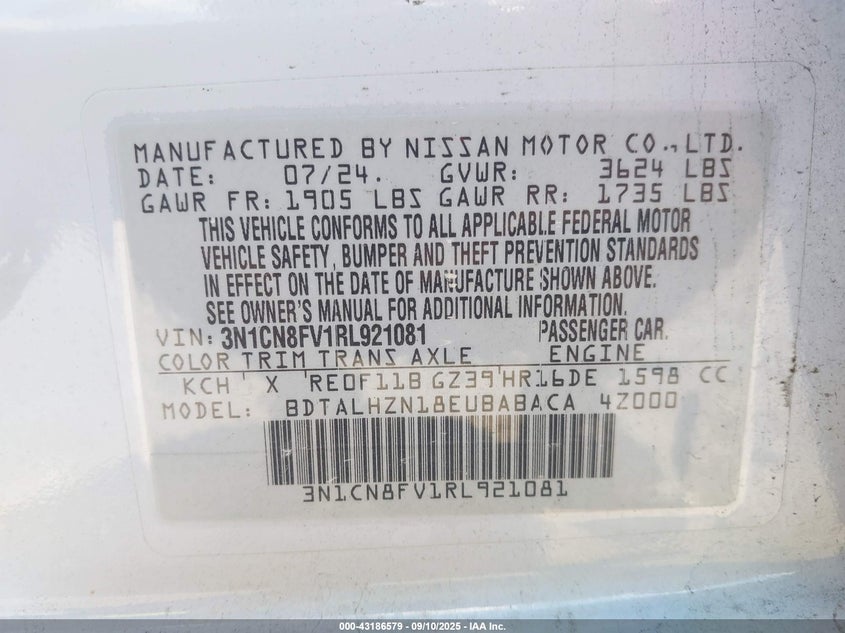 MANUFACTURED BY NISSAN MOTOR CO.,LTD.
DATE: 07/24. GVWR: 3624 LBS
GAWR FR: 1905 LBS GAWR RR: 1735 LBS
THIS VEHICLE CONFORMS TO ALL APPLICABLE FEDERAL MOTOR
VEHICLE SAFETY, BUMPER AND THEFT PREVENTION STANDARDS
IN EFFECT ON THE DATE OF MANUFACTURE SHOWN ABOVE.
SEE OWNER'S MANUAL FOR ADDITIONAL INFORMATION.
VIN: 3N1CN8FV1RL921081 PASSENGER CAR.
COLOR TRIM TRANS AXLE ENGINE
KCH X RE0F11B GZ39 HR16DE 1598 CC
MODEL: BDTALHZN18EUBABACA 4Z000
3N1CN8FV1RL921081
000-43186579 — 09/10/2025 — IAA Inc.